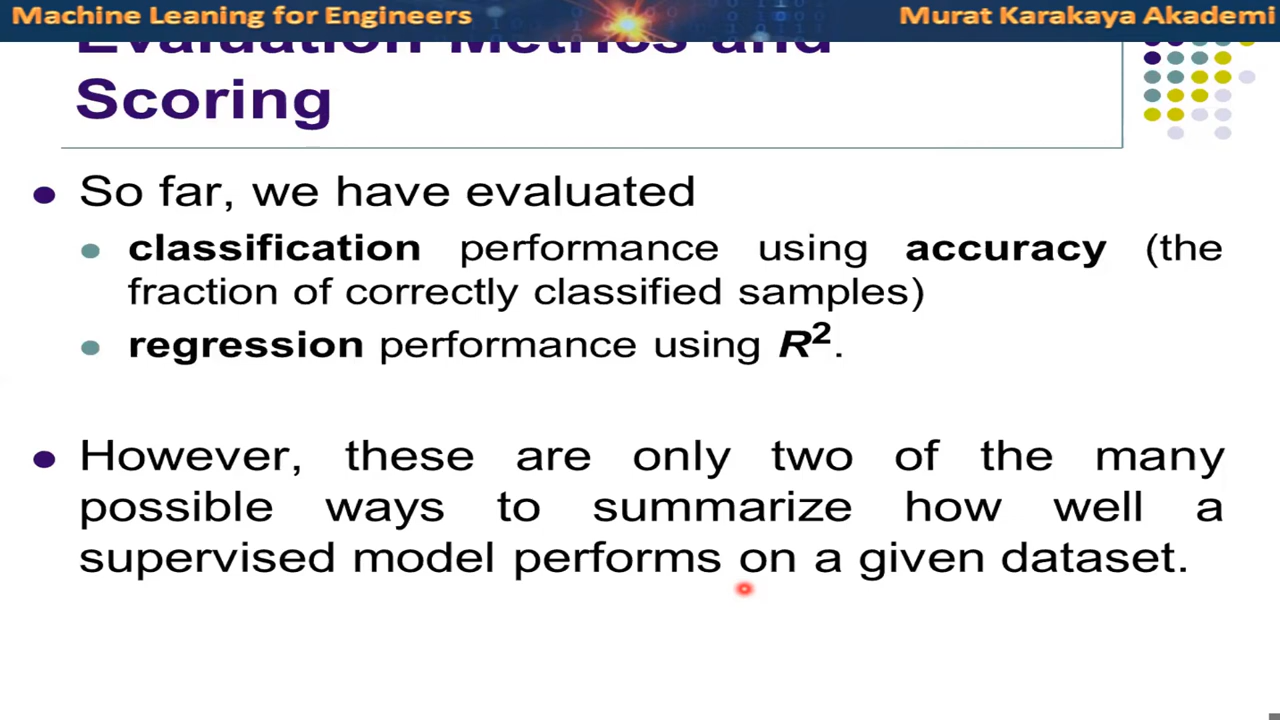 Machine Leaning for Engineers
Murat Karakaya Akademi
Evaluation Metrics and
Scoring
So far, we have evaluated
classification performance using accuracy (the
fraction of correctly classified samples)
regression performance using R².
However, these are only two of the many
possible ways to summarize how well a
supervised model performs on a given dataset.